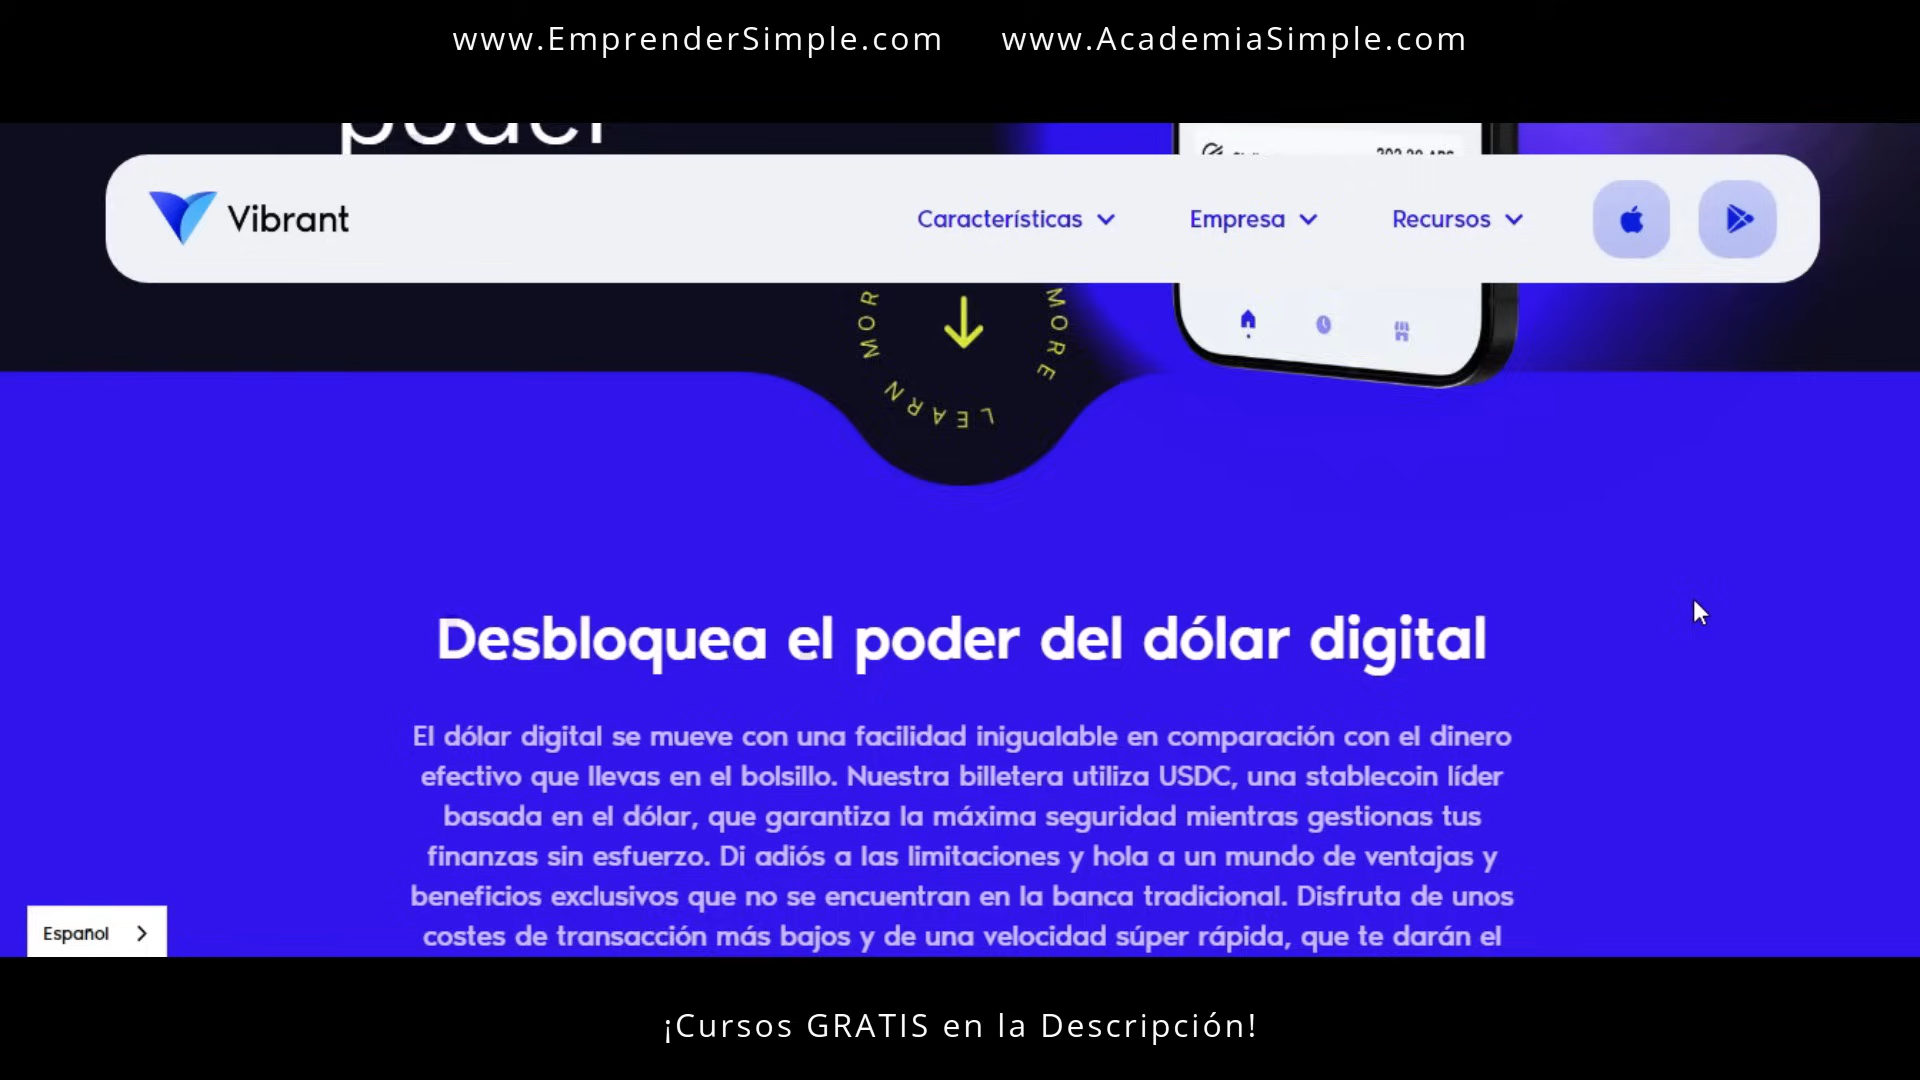 www.EmprenderSimple.com www.AcademiaSimple.com
poder
Vibrant
Características
Empresa
Recursos
LEARN MORE
Desbloquea el poder del dólar digital
El dólar digital se mueve con una facilidad inigualable en comparación con el dinero
efectivo que llevas en el bolsillo. Nuestra billetera utiliza USDC, una stablecoin líder
basada en el dólar, que garantiza la máxima seguridad mientras gestionas tus
finanzas sin esfuerzo. Di adiós a las limitaciones y hola a un mundo de ventajas y
beneficios exclusivos que no se encuentran en la banca tradicional. Disfruta de unos
costes de transacción más bajos y de una velocidad súper rápida, que te darán el
Español
¡Cursos GRATIS en la Descripción!